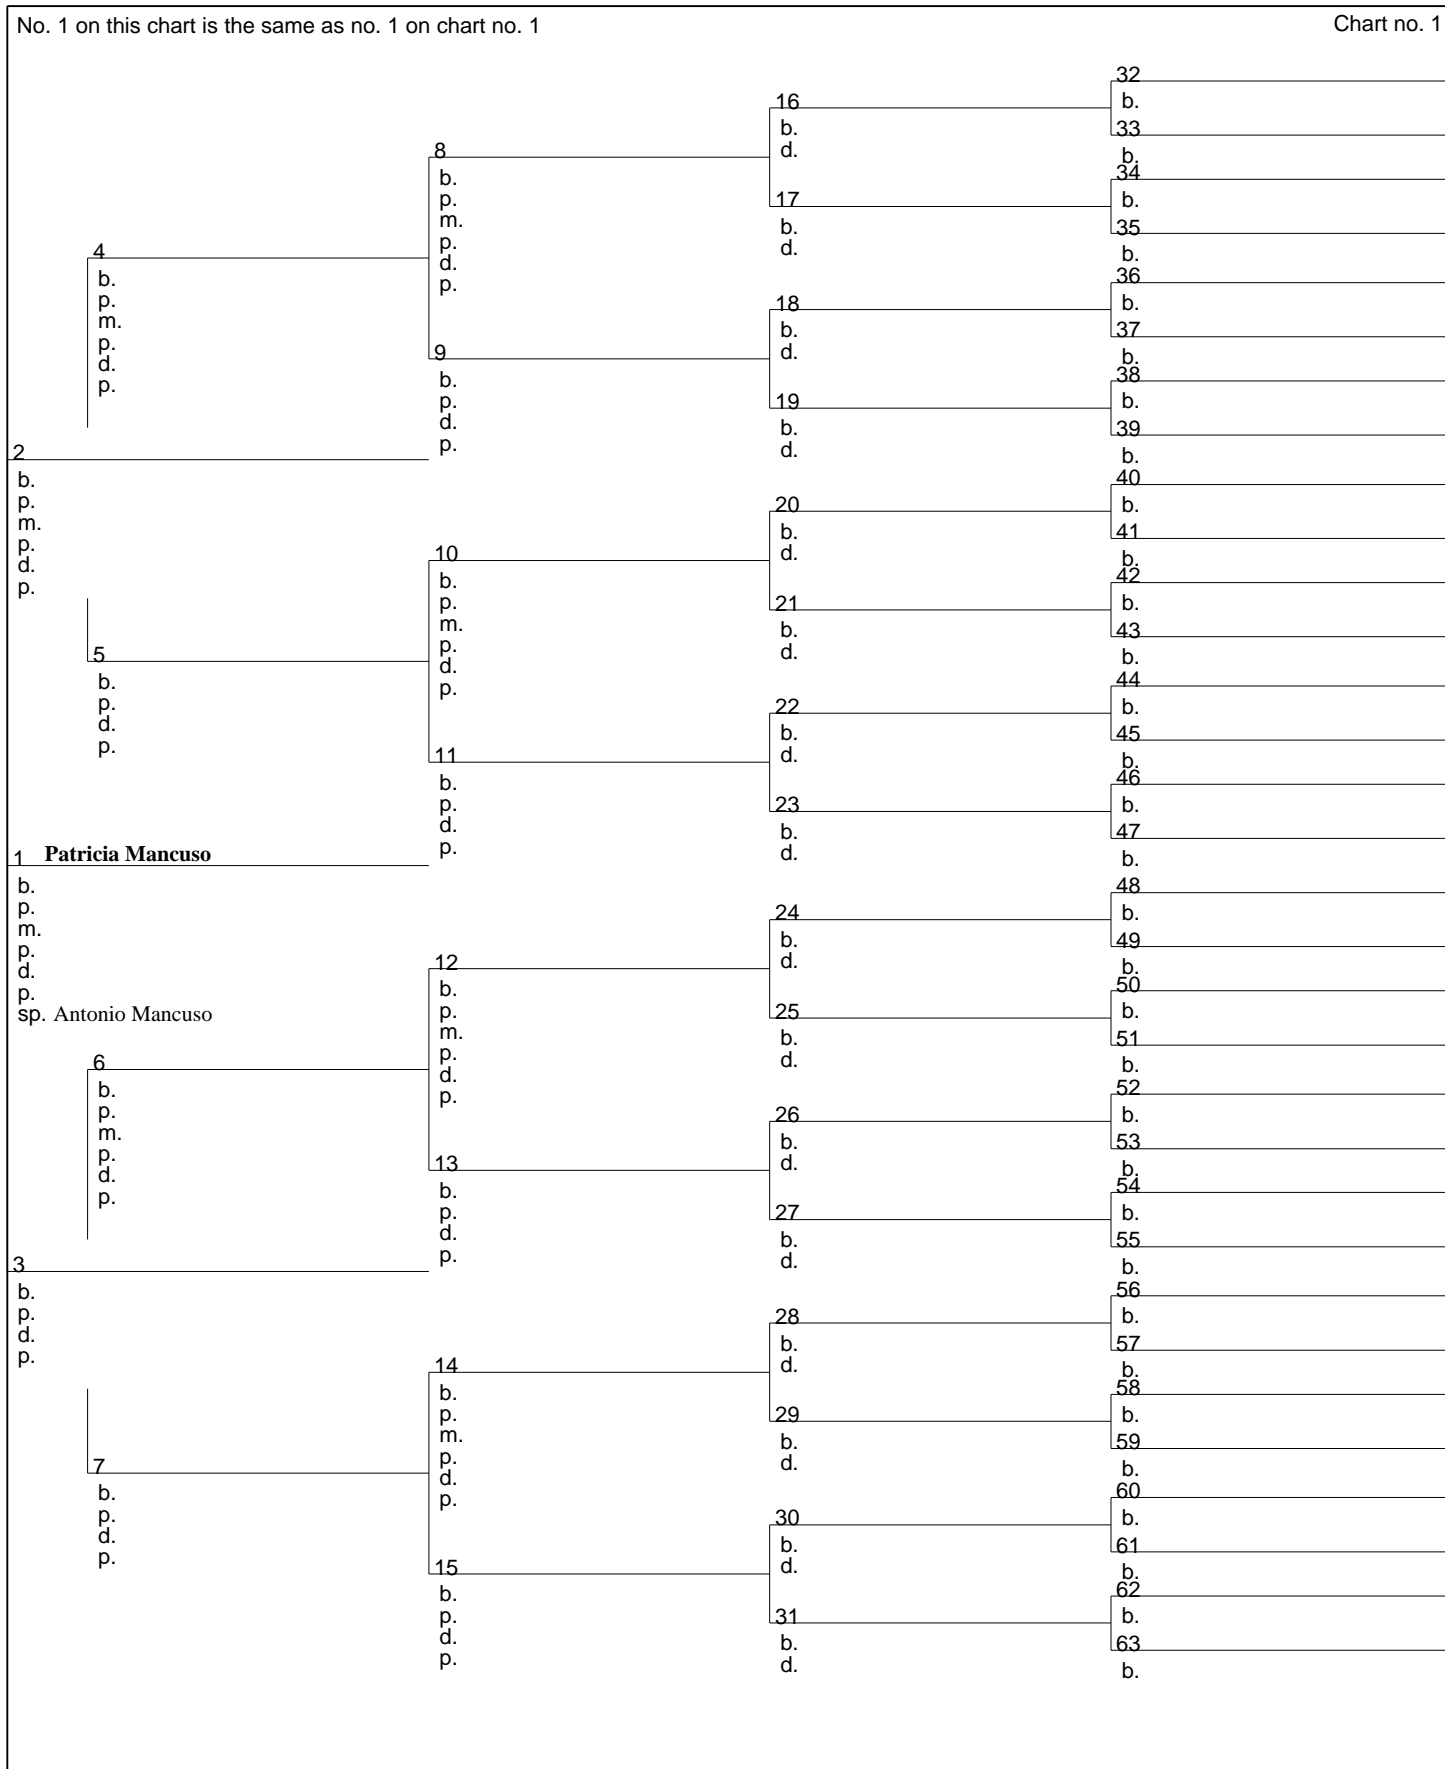 No. 1 on this chart is the same as no. 1 on chart no. 1
Chart no. 1
2
b.
p.
m.
p.
d.
p.
1 Patricia Mancuso
b.
p.
m.
p.
d.
p.
sp. Antonio Mancuso
3
b.
p.
d.
p.
4
b.
p.
m.
p.
d.
p.
5
b.
p.
d.
p.
6
b.
p.
m.
p.
d.
p.
7
b.
p.
d.
p.
8
b.
p.
m.
p.
d.
p.
9
b.
p.
d.
p.
10
b.
p.
m.
p.
d.
p.
11
b.
p.
d.
p.
12
b.
p.
m.
p.
d.
p.
13
b.
p.
d.
p.
14
b.
p.
m.
p.
d.
p.
15
b.
p.
d.
p.
16
b.
d.
17
b.
d.
18
b.
d.
19
b.
d.
20
b.
d.
21
b.
d.
22
b.
d.
23
b.
d.
24
b.
d.
25
b.
d.
26
b.
d.
27
b.
d.
28
b.
d.
29
b.
d.
30
b.
d.
31
b.
d.
32
b.
33
b.
34
b.
35
b.
36
b.
37
b.
38
b.
39
b.
40
b.
41
b.
42
b.
43
b.
44
b.
45
b.
46
b.
47
b.
48
b.
49
b.
50
b.
51
b.
52
b.
53
b.
54
b.
55
b.
56
b.
57
b.
58
b.
59
b.
60
b.
61
b.
62
b.
63
b.